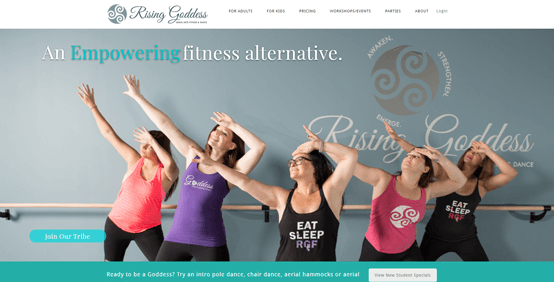 Rising Goddess
FOR ADULTS FOR KIDS PRICING WORKSHOPS/EVENTS PARTIES ABOUT Login
An Empowering fitness alternative.
AWAKEN. STRENGTHEN.
EMERGE.
Rising Goddess
DANCE
Goddess
EAT
SLEEP
RGF
EAT
SLEEP
RGF
Join Our Tribe
Ready to be a Goddess? Try an intro pole dance, chair dance, aerial hammocks or aerial
View New Student Specials